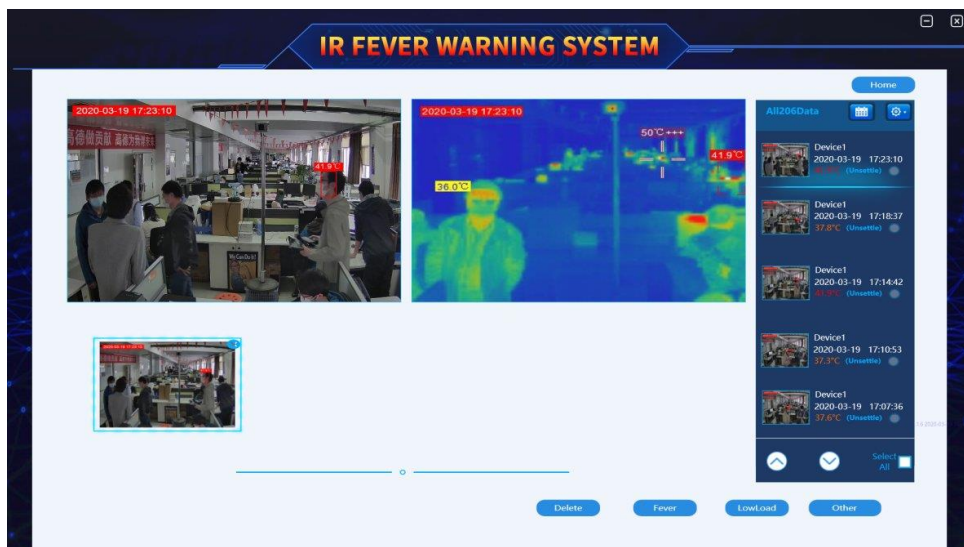 IR FEVER WARNING SYSTEM
Home
2020-03-19 17:23:10
41.9℃
We Can Do It!
2020-03-19 17:23:10
50℃
41.9℃
36.0℃
All206Data
Device1
2020-03-19 17:23:10
(Unsettle)
Device1
2020-03-19 17:18:37
37.8℃ (Unsettle)
Device1
2020-03-19 17:14:42
(Unsettle)
Device1
2020-03-19 17:10:53
37.3℃ (Unsettle)
Device1
2020-03-19 17:07:36
37.6℃ (Unsettle)
Select
All
Delete
Fever
LowLoad
Other